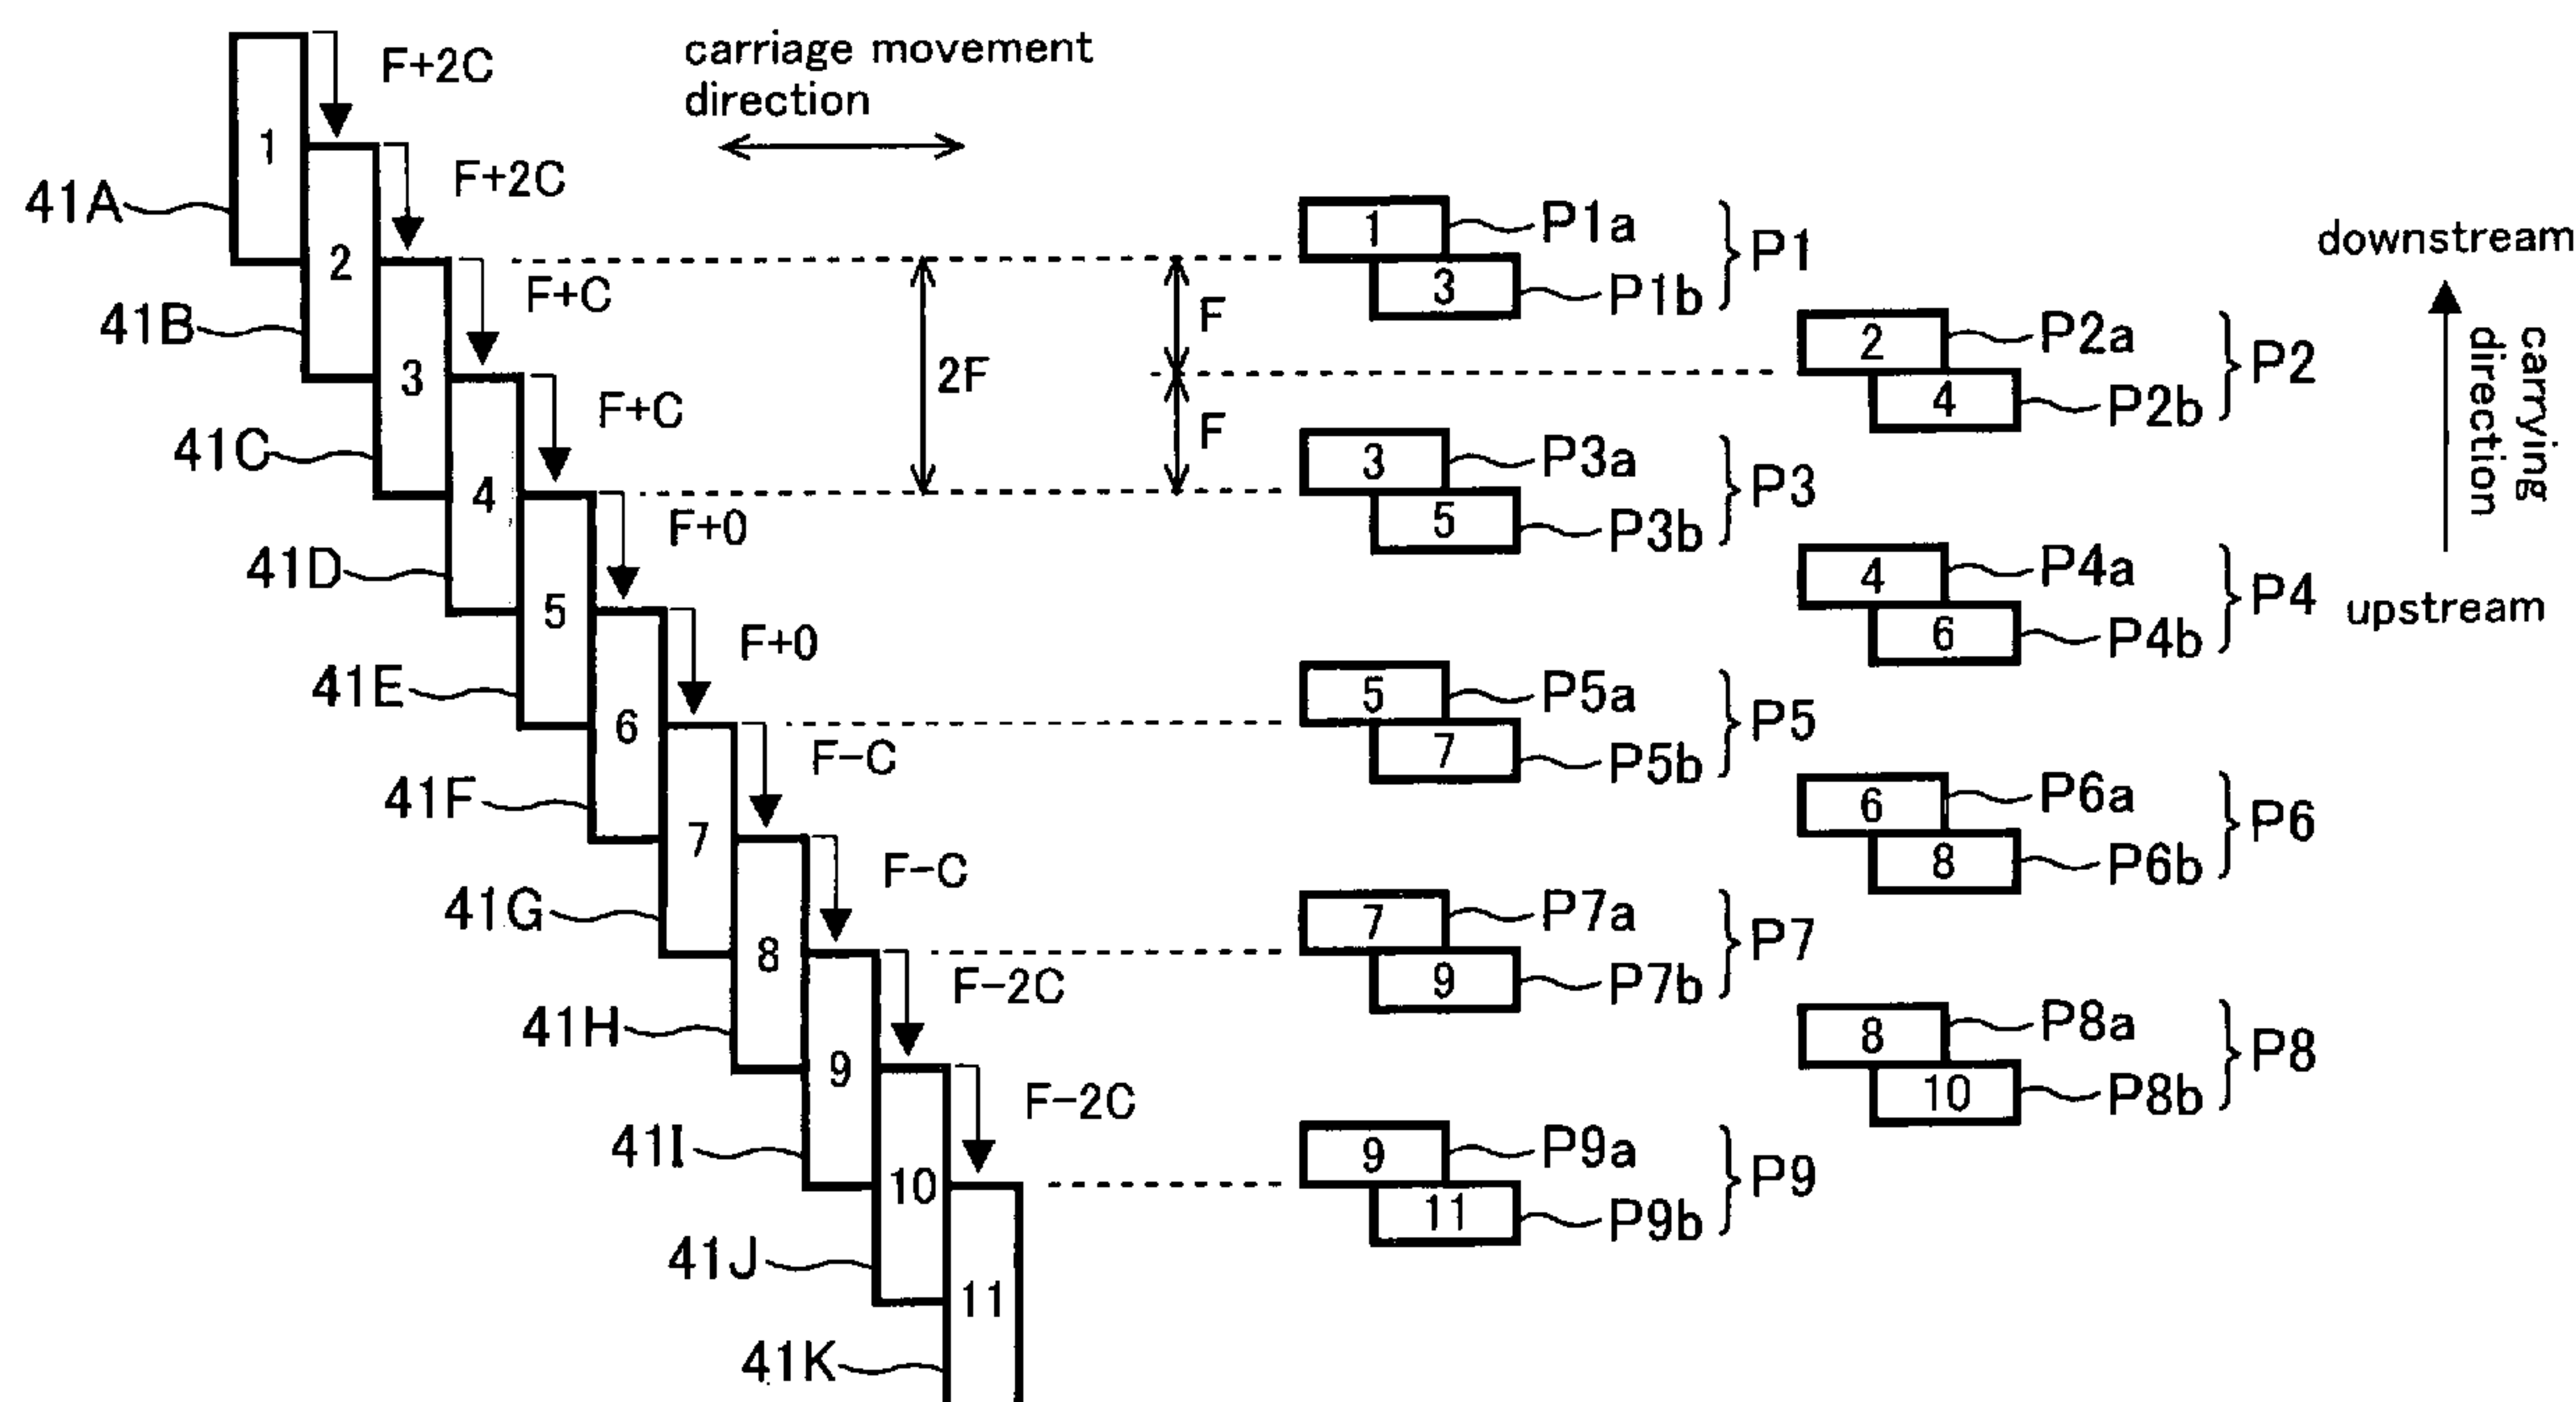 carriage movement
direction
F+2C
F+2C
F+C
F+C
F+0
F+0
F-C
F-C
F-2C
F-2C
1
2
3
4
5
6
7
8
9
10
11
41A
41B
41C
41D
41E
41F
41G
41H
41I
41J
41K
2F
F
F
1 P1a
3 P1b
P1
2 P2a
4 P2b
P2
3 P3a
5 P3b
P3
4 P4a
6 P4b
P4
5 P5a
7 P5b
P5
6 P6a
8 P6b
P6
7 P7a
9 P7b
P7
8 P8a
10 P8b
P8
9 P9a
11 P9b
P9
downstream
carrying
direction
upstream